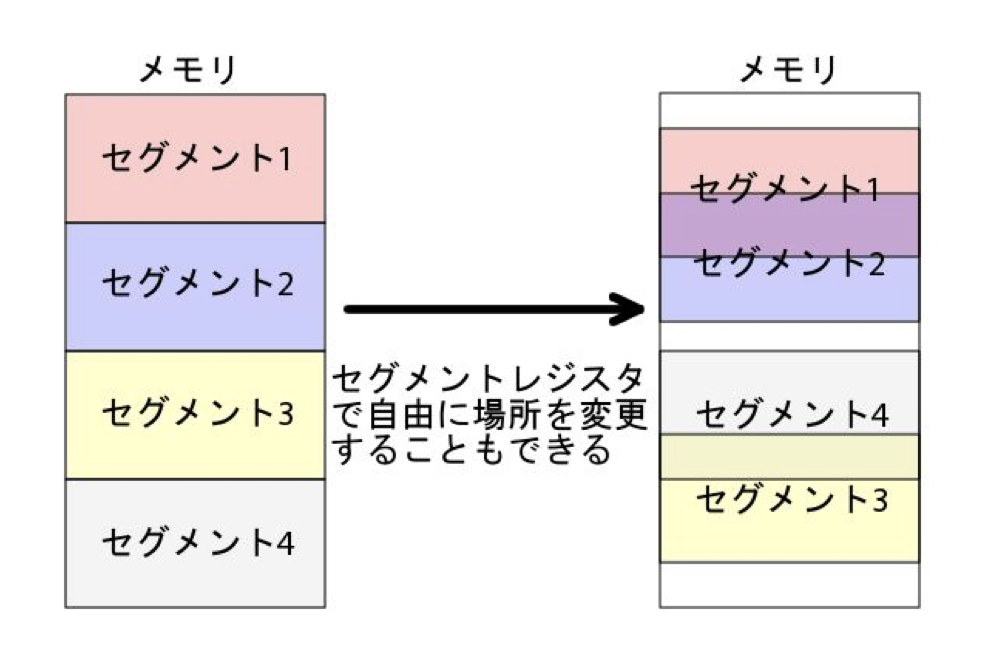 メモリ
セグメント1
セグメント2
セグメント3
セグメント4
セグメントレジスタ
で自由に場所を変更
することもできる
メモリ
セグメント1
セグメント2
セグメント4
セグメント3